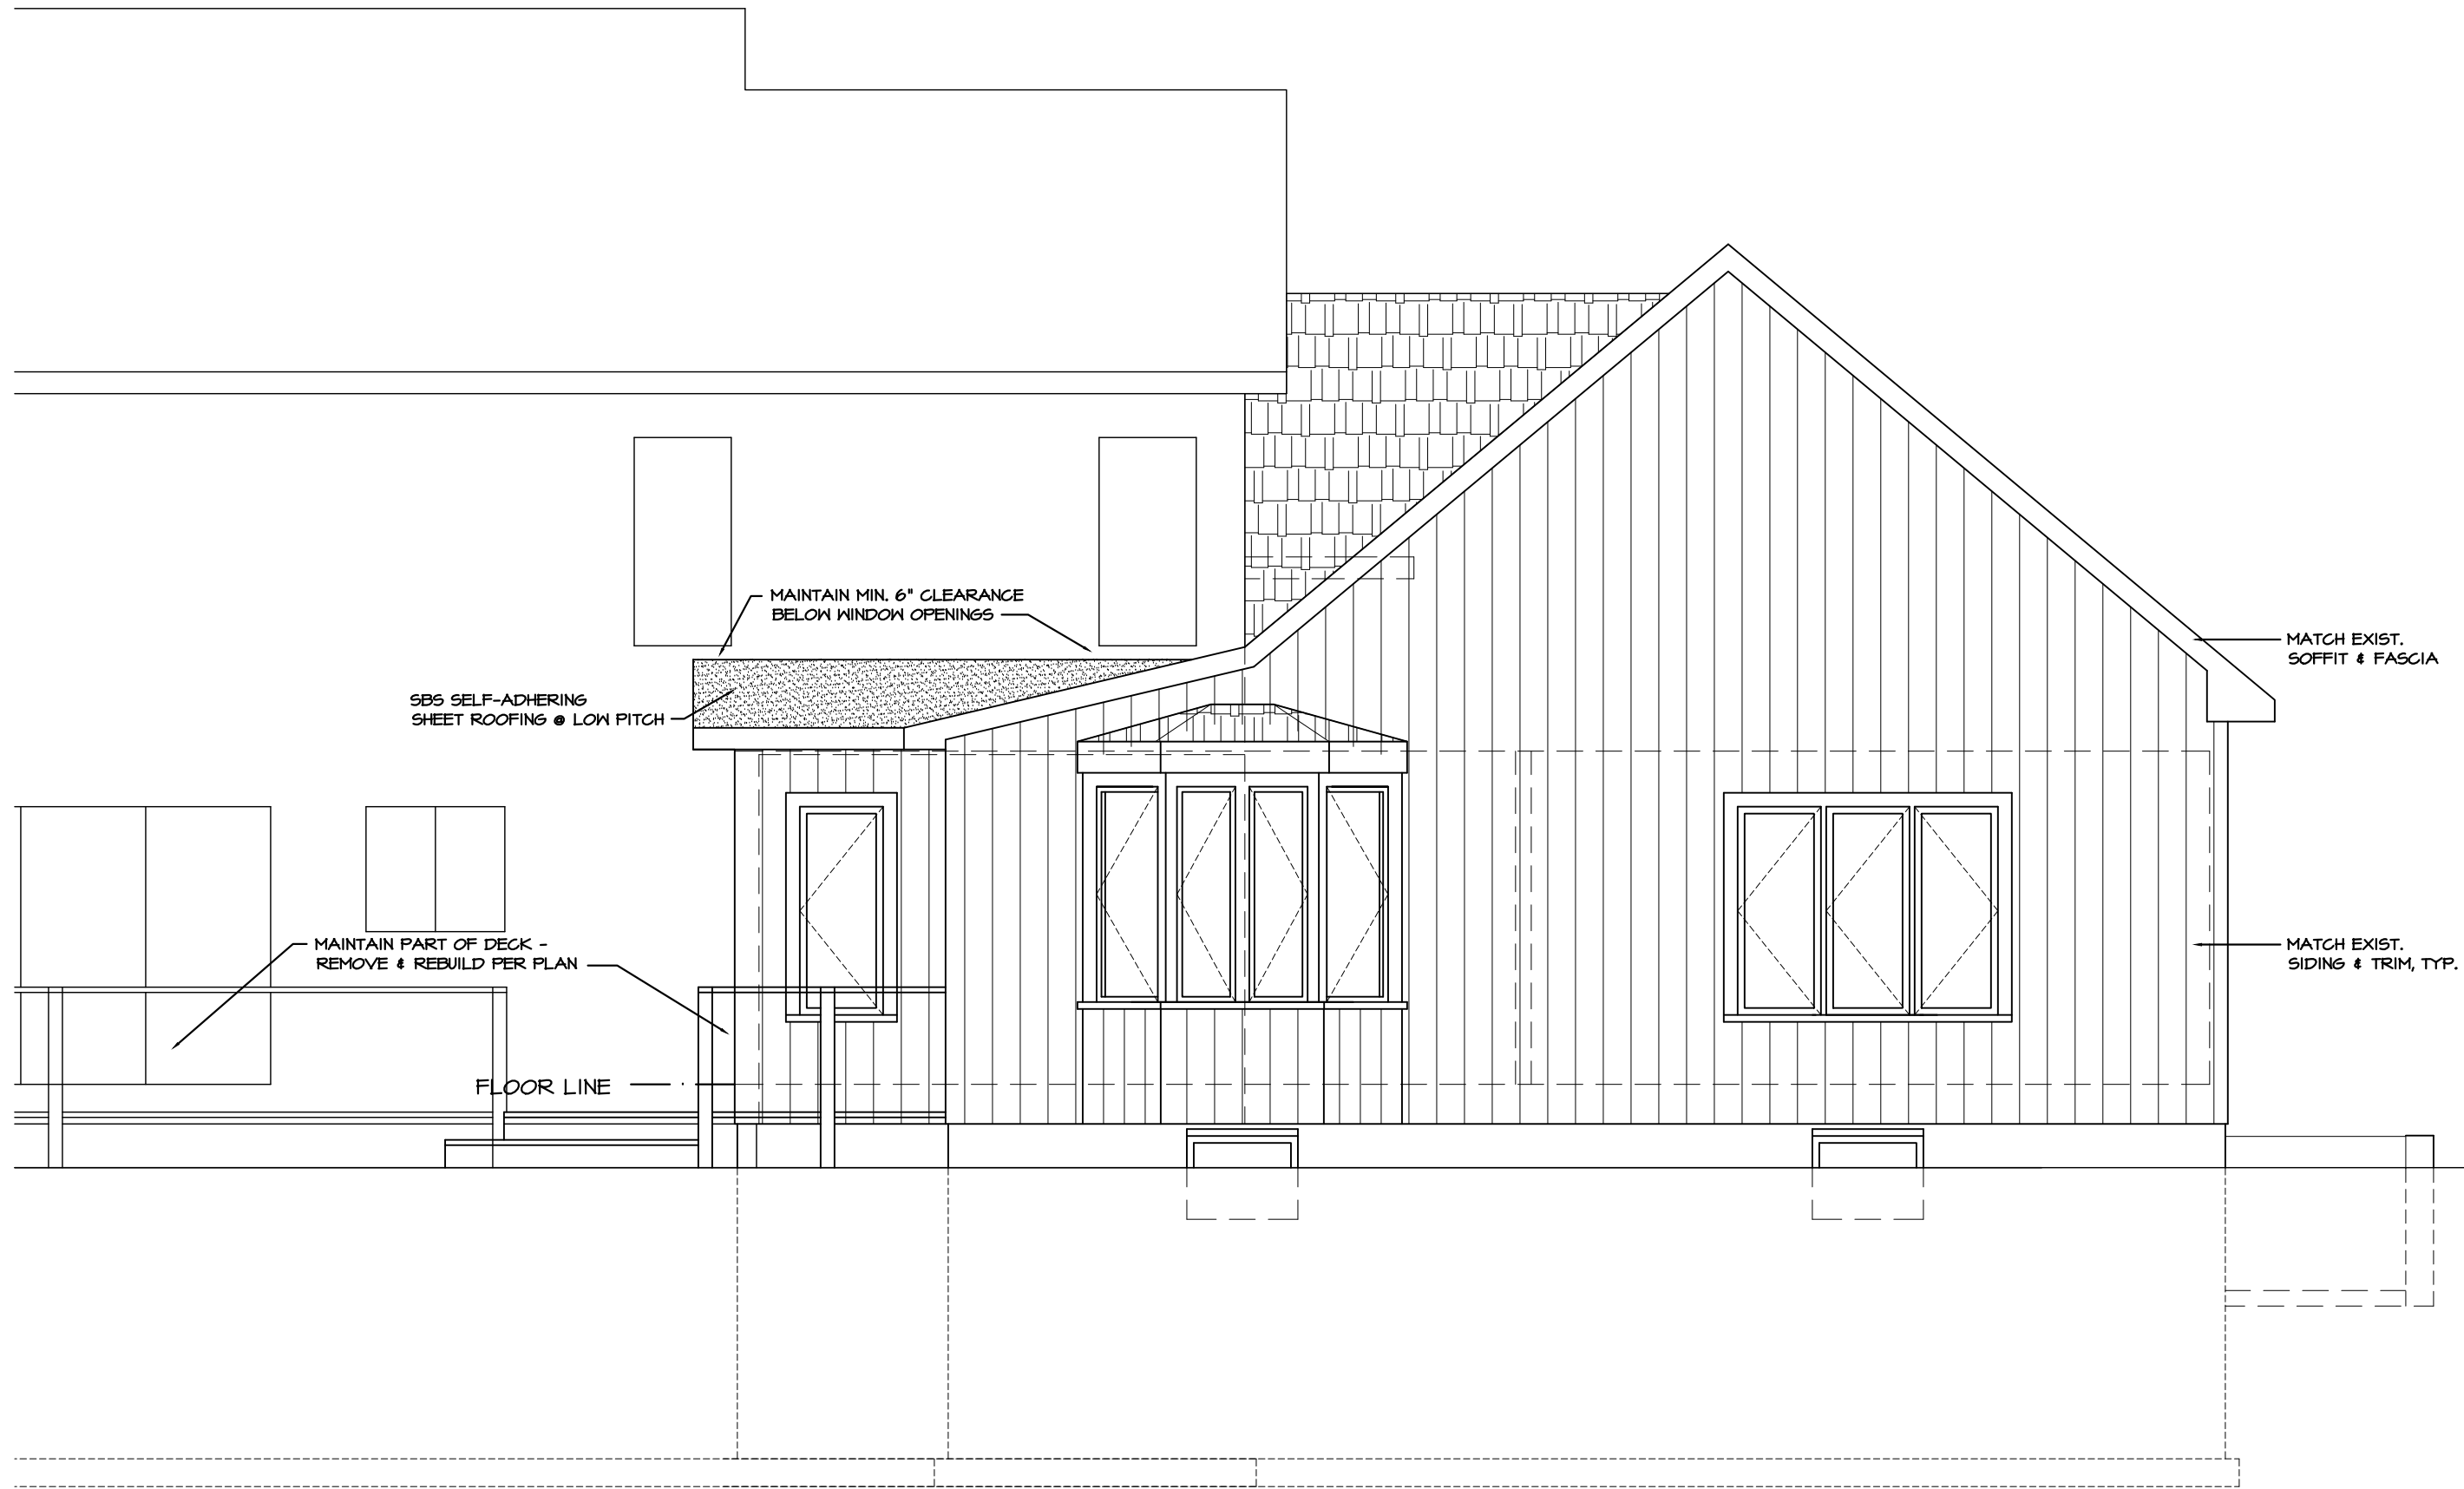 MAINTAIN MIN. 6" CLEARANCE
BELOW WINDOW OPENINGS
MATCH EXIST.
SOFFIT & FASCIA
SBS SELF-ADHERING
SHEET ROOFING @ LOW PITCH
MAINTAIN PART OF DECK -
REMOVE & REBUILD PER PLAN
MATCH EXIST.
SIDING & TRIM, TYP.
FLOOR LINE